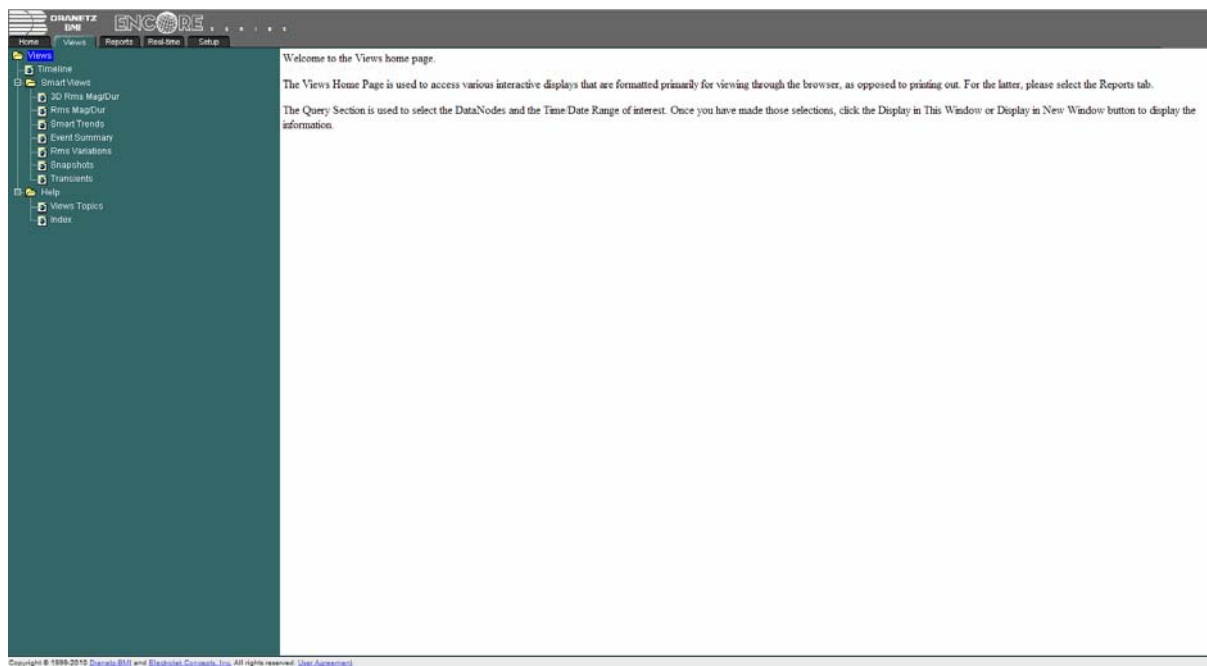 DRANETZ
BMI
ENCORE . . . . . .
Home Views Reports Real-time Setup
Views
Timeline
Smart Views
3D Rms Mag/Dur
Rms Mag/Dur
Smart Trends
Event Summary
Rms Variations
Snapshots
Transients
Help
Views Topics
Index
Welcome to the Views home page.
The Views Home Page is used to access various interactive displays that are formatted primarily for viewing through the browser, as opposed to printing out. For the latter, please select the Reports tab.
The Query Section is used to select the DataNodes and the Time/Date Range of interest. Once you have made those selections, click the Display in This Window or Display in New Window button to display the
information.
Copyright © 1998-2010 Dranetz-BMI and Electrotek Concepts, Inc. All rights reserved. User Agreement.